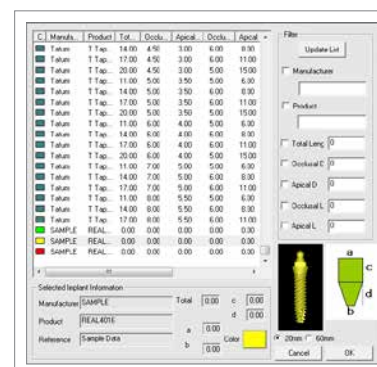 C. Manufa... Product Tot... Occlu... Apical... Occlu... Apical
Tatum T Tap... 14.00 4.50 3.00 6.00 8.00
Tatum T Tap... 17.00 4.50 3.00 6.00 11.00
Tatum T Tap... 20.00 4.50 3.00 5.00 15.00
Tatum T Tap... 11.00 5.00 3.50 5.00 6.00
Tatum T Tap... 14.00 5.00 3.50 6.00 8.00
Tatum T Tap... 17.00 5.00 3.50 6.00 11.00
Tatum T Tap... 20.00 5.00 3.50 5.00 15.00
Tatum T Tap... 11.00 6.00 4.00 5.00 6.00
Tatum T Tap... 14.00 6.00 4.00 6.00 8.00
Tatum T Tap... 17.00 6.00 4.00 6.00 11.00
Tatum T Tap... 20.00 6.00 4.00 5.00 15.00
Tatum T Tap... 11.00 7.00 5.00 5.00 6.00
Tatum T Tap... 14.00 7.00 5.00 6.00 8.00
Tatum T Tap... 17.00 7.00 5.00 6.00 11.00
Tatum T Tap... 11.00 8.00 5.50 5.00 6.00
Tatum T Tap... 14.00 8.00 5.50 6.00 8.00
Tatum T Tap... 17.00 8.00 5.50 6.00 11.00
SAMPLE REAL... 0.00 0.00 0.00 0.00 0.00
SAMPLE REAL... 0.00 0.00 0.00 0.00 0.00
SAMPLE REAL... 0.00 0.00 0.00 0.00 0.00
Filter
Update List
Manufacturer
Product
Total Leng 0
Occlusal D 0
Apical D 0
Occlusal L 0
Apical L 0
Selected Implant Information
Manufacturer SAMPLE Total 0.00 c 0.00
Product REAL4016 d 0.00
a 0.00
Reference Sample Data Color
b 0.00
a
c
d
b
20mm 60mm
Cancel OK